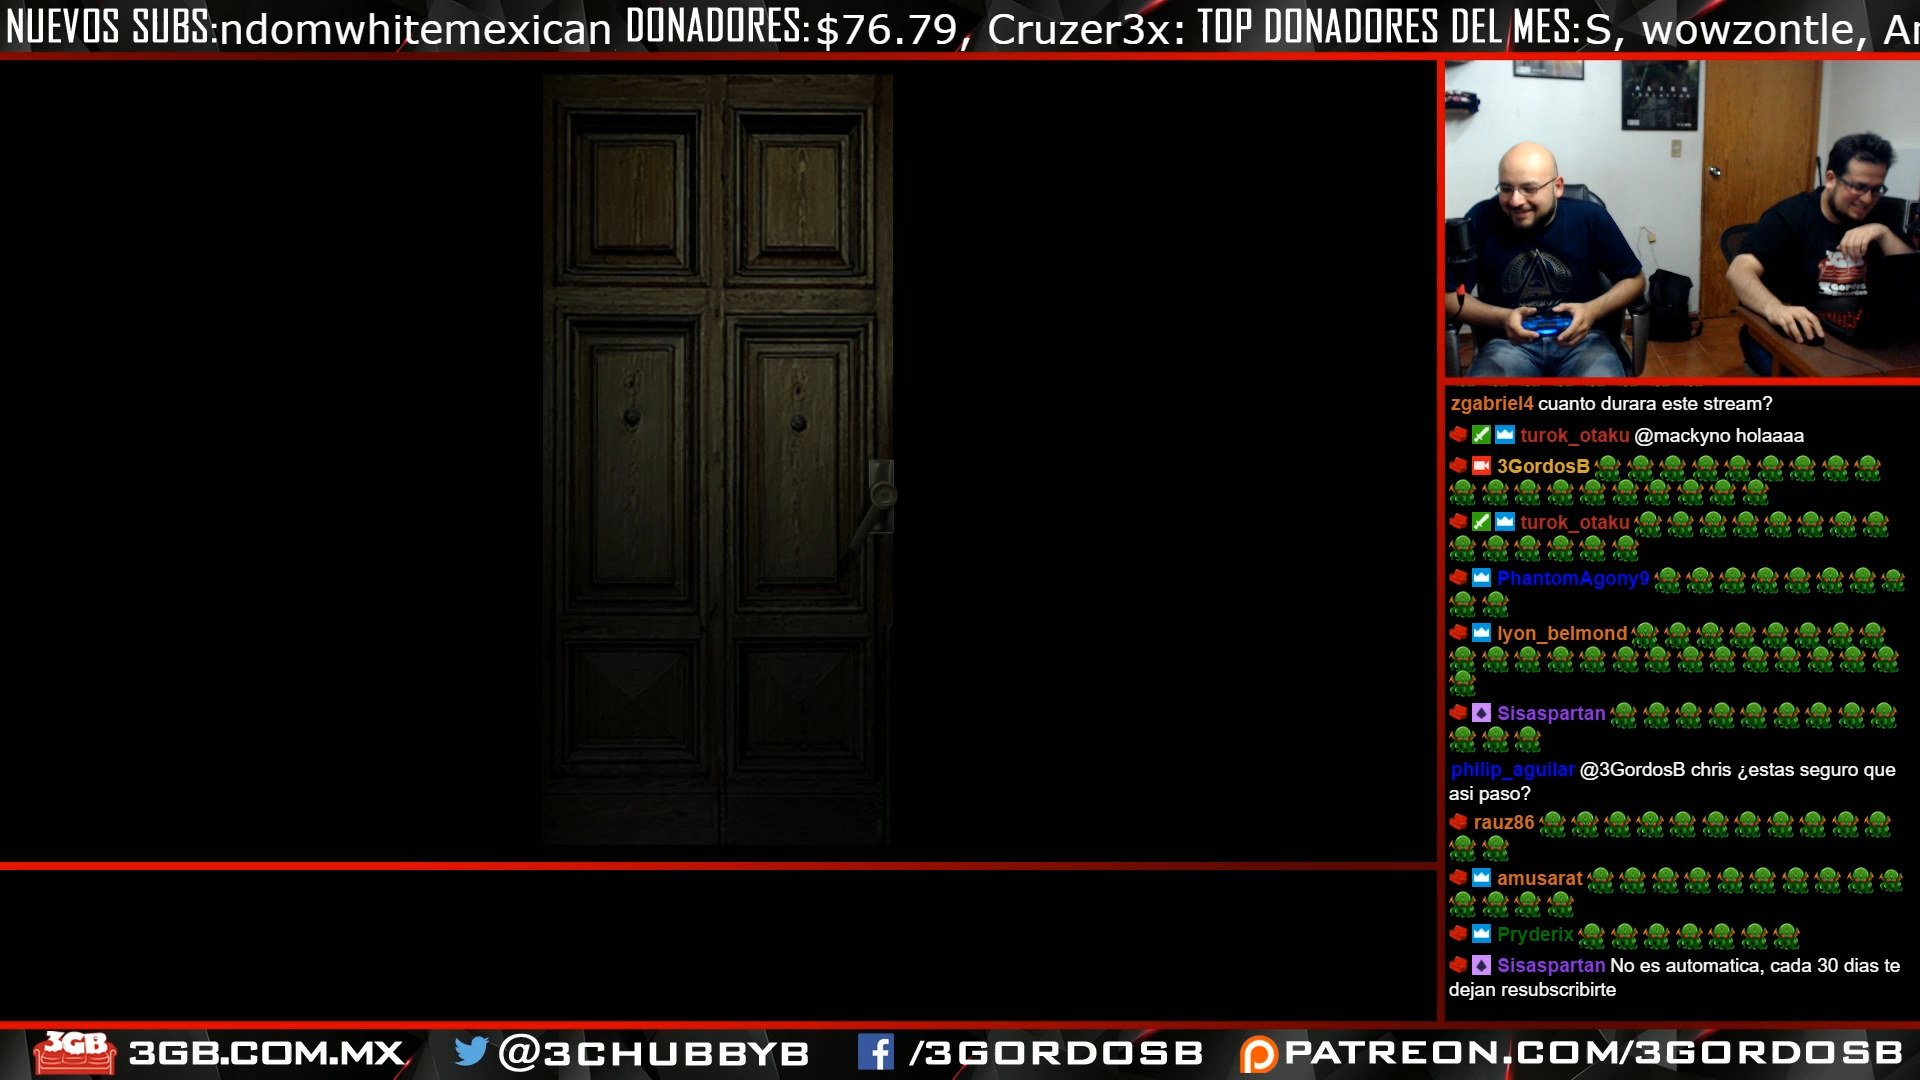 NUEVOS SUBS:ndomwhitemexican DONADORES:$76.79, Cruzer3x: TOP DONADORES DEL MES:S, wowzontle, Ar
ALIEN
ISOLATION
zgabriel4 cuanto durara este stream?
turok_otaku @mackyno holaaaa
3GordosB
turok_otaku
PhantomAgony9
lyon_belmond
Sisaspartan
philip_aguilar @3GordosB chris ¿estas seguro que
asi paso?
rauz86
amusarat
Pryderix
Sisaspartan No es automatica, cada 30 dias te
dejan resubscribirte
3GB 3GB.COM.MX @3CHUBBYB /3GORDOSB PATREON.COM/3GORDOSB